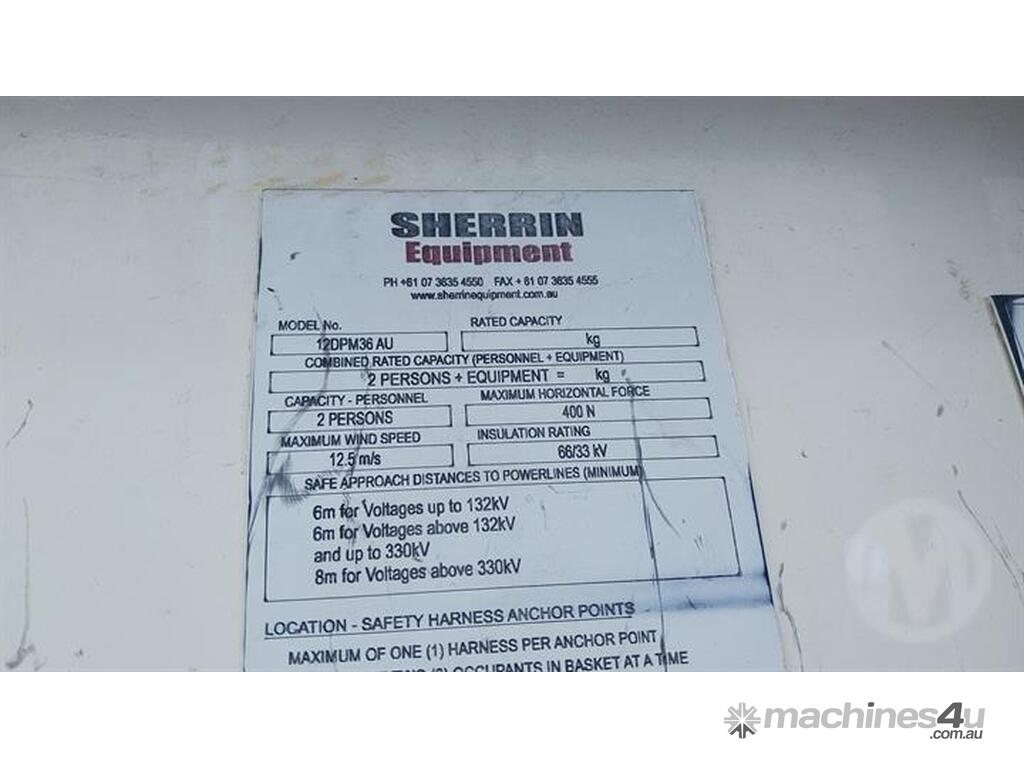 SHERRIN
Equipment
PH +61 07 3635 4550 FAX + 61 07 3635 4555
www.sherrinequipment.com.au
MODEL No.
RATED CAPACITY
12DPM36 AU
kg
COMBINED RATED CAPACITY (PERSONNEL + EQUIPMENT)
2 PERSONS + EQUIPMENT = kg
CAPACITY - PERSONNEL
MAXIMUM HORIZONTAL FORCE
2 PERSONS
400 N
MAXIMUM WIND SPEED
INSULATION RATING
12.5 m/s
66/33 kV
SAFE APPROACH DISTANCES TO POWERLINES (MINIMUM)
6m for Voltages up to 132kV
6m for Voltages above 132kV
and up to 330kV
8m for Voltages above 330kV
LOCATION - SAFETY HARNESS ANCHOR POINTS
MAXIMUM OF ONE (1) HARNESS PER ANCHOR POINT
OCCUPANTS IN BASKET AT A TIME
M
machines4u
.com.au